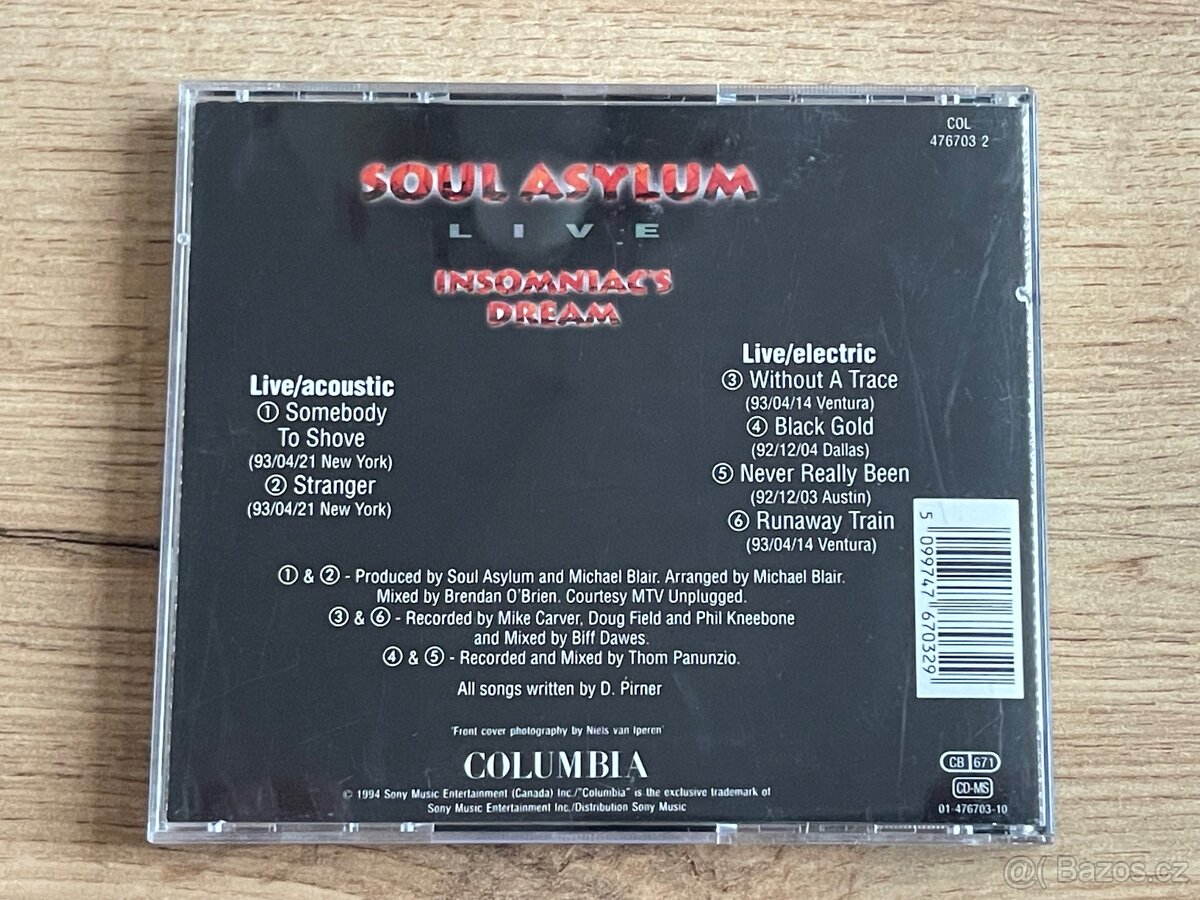 COL
476703 2
SOUL ASYLUM
LIVE
INSOMNIAC'S
DREAM
Live/acoustic
① Somebody
To Shove
(93/04/21 New York)
② Stranger
(93/04/21 New York)
Live/electric
③ Without A Trace
(93/04/14 Ventura)
④ Black Gold
(92/12/04 Dallas)
⑤ Never Really Been
(92/12/03 Austin)
⑥ Runaway Train
(93/04/14 Ventura)
5 099747 670329
① & ② - Produced by Soul Asylum and Michael Blair. Arranged by Michael Blair.
Mixed by Brendan O'Brien. Courtesy MTV Unplugged.
③ & ⑥ - Recorded by Mike Carver, Doug Field and Phil Kneebone
and Mixed by Biff Dawes.
④ & ⑤ - Recorded and Mixed by Thom Panunzio.
All songs written by D. Pirner
'Front cover photography by Niels van Iperen'
COLUMBIA
© 1994 Sony Music Entertainment (Canada) Inc./"Columbia" is the exclusive trademark of
Sony Music Entertainment Inc./Distribution Sony Music
CB 671
CD-MS
01-476703-10
@( Bazos.cz